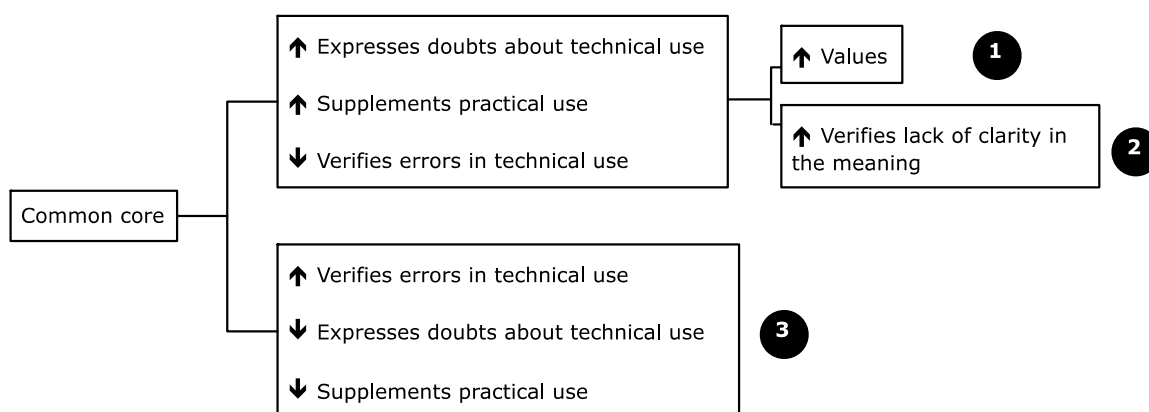 Common core
↑ Expresses doubts about technical use
↑ Supplements practical use
↓ Verifies errors in technical use
↑ Values
1
↑ Verifies lack of clarity in
the meaning
2
↑ Verifies errors in technical use
↓ Expresses doubts about technical use
↓ Supplements practical use
3